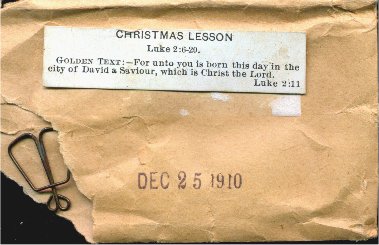 CHRISTMAS LESSON
Luke 2:6-20.
GOLDEN TEXT:—For unto you is born this day in the
city of David a Saviour, which is Christ the Lord.
Luke 2:11
DEC 25 1910